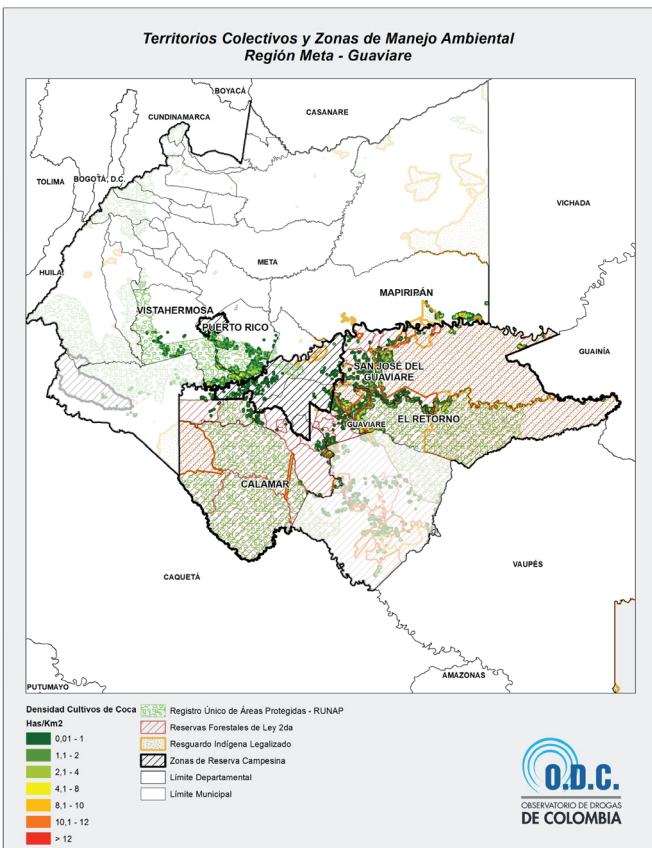 Territorios Colectivos y Zonas de Manejo Ambiental
Región Meta - Guaviare
BOYACÁ
CUNDINAMARCA
CASANARE
TOLIMA
BOGOTÁ, D.C.
VICHADA
HUILA
META
MAPIRIRÁN
VISTAHERMOSA
PUERTO RICO
GUAINÍA
SAN JOSÉ DEL
GUAVIARE
EL RETORNO
GUAVIARE
CALAMAR
CAQUETÁ
VAUPÉS
AMAZONAS
PUTUMAYO
Densidad Cultivos de Coca
Has/Km2
0,01 - 1
1,1 - 2
2,1 - 4
4,1 - 8
8,1 - 10
10,1 - 12
> 12
Registro Único de Áreas Protegidas - RUNAP
Reservas Forestales de Ley 2da
Resguardo Indígena Legalizado
Zonas de Reserva Campesina
Límite Departamental
Límite Municipal
O.D.C.
OBSERVATORIO DE DROGAS
DE COLOMBIA